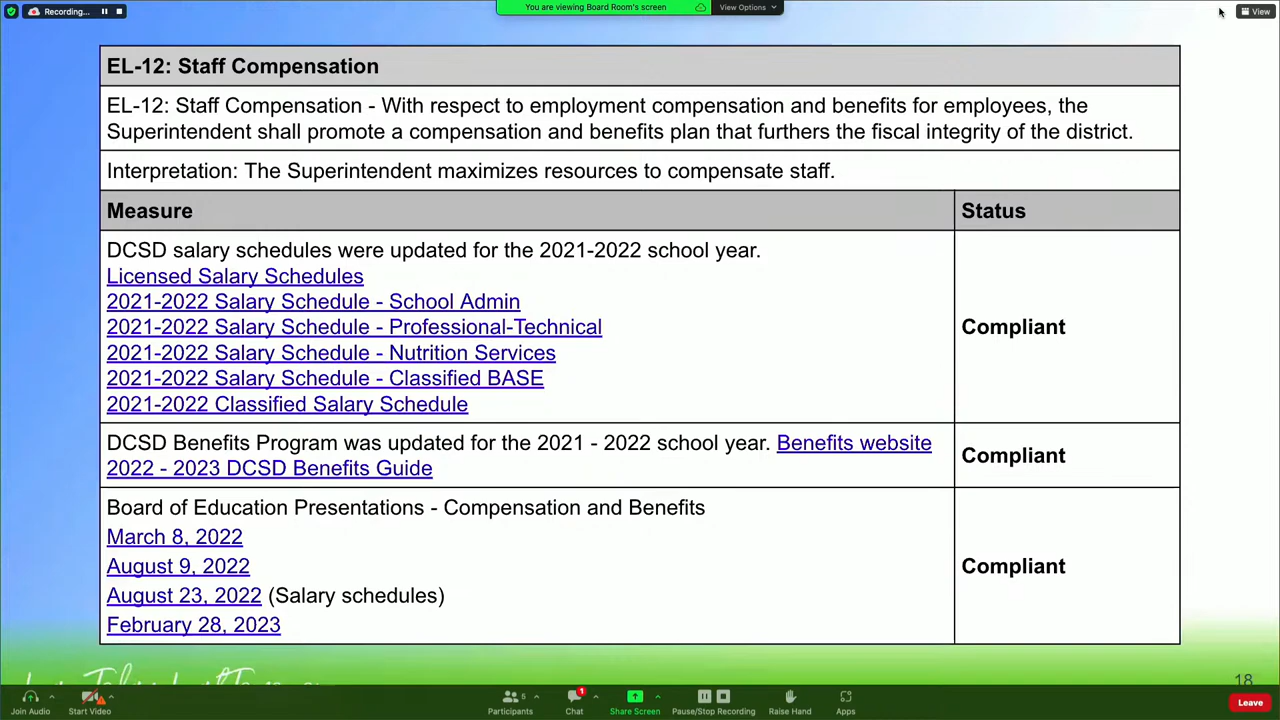 Recording...
You are viewing Board Room's screen
View Options
View
EL-12: Staff Compensation
EL-12: Staff Compensation - With respect to employment compensation and benefits for employees, the
Superintendent shall promote a compensation and benefits plan that furthers the fiscal integrity of the district.
Interpretation: The Superintendent maximizes resources to compensate staff.
Measure
Status
DCSD salary schedules were updated for the 2021-2022 school year.
Licensed Salary Schedules
2021-2022 Salary Schedule - School Admin
2021-2022 Salary Schedule - Professional-Technical
2021-2022 Salary Schedule - Nutrition Services
2021-2022 Salary Schedule - Classified BASE
2021-2022 Classified Salary Schedule
Compliant
DCSD Benefits Program was updated for the 2021 - 2022 school year. Benefits website
2022 - 2023 DCSD Benefits Guide
Compliant
Board of Education Presentations - Compensation and Benefits
March 8, 2022
August 9, 2022
August 23, 2022 (Salary schedules)
February 28, 2023
Compliant
18
Join Audio
Start Video
6
Participants
1
Chat
Share Screen
Pause/Stop Recording
Raise Hand
Apps
Leave